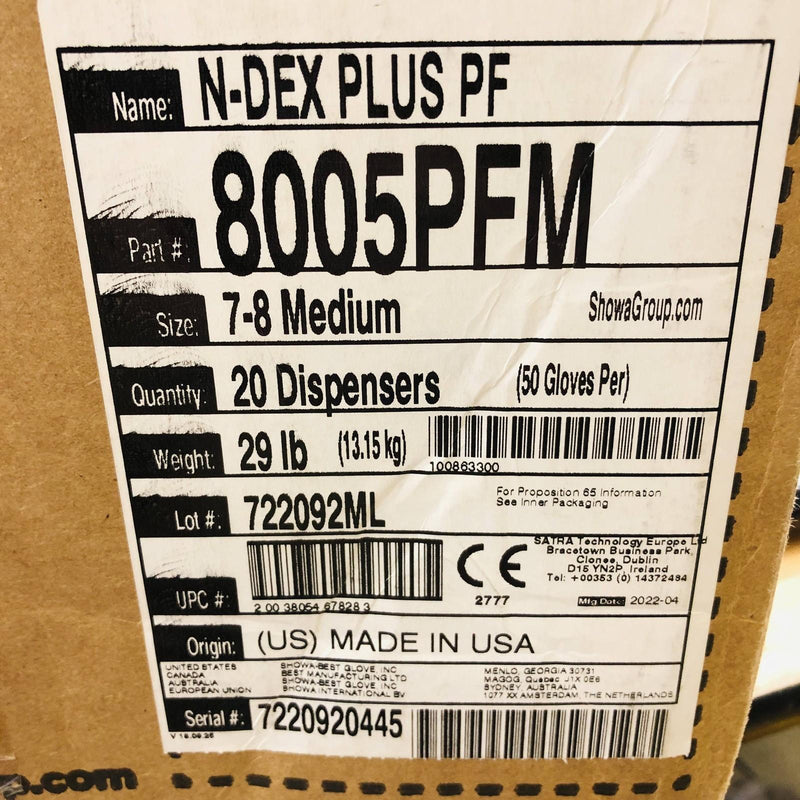 Name: N-DEX PLUS PF
Part #: 8005PFM
Size: 7-8 Medium ShowaGroup.com
Quantity: 20 Dispensers (50 Gloves Per)
Weight: 29 lb (13.15 kg)
100863300
Lot #: 722092ML
For Proposition 65 Information
See Inner Packaging
UPC #: 2 00 38054 67828 3
CE
2777
SATRA Technology Europe Ltd
Bracetown Business Park,
Clonee, Dublin
D15 YN2P, Ireland
Tel: +00353 (0) 14372484
Mfg Date: 2022-04
Origin: (US) MADE IN USA
UNITED STATES SHOWA-BEST GLOVE, INC MENLO, GEORGIA 30731
CANADA BEST MANUFACTURING LTD MAGOG, Quebec J1X 0E6
AUSTRALIA SHOWA-BEST GLOVE INC SYDNEY, AUSTRALIA
EUROPEAN UNION SHOWA INTERNATIONAL BV 1077 XX AMSTERDAM, THE NETHERLANDS
Serial #: 7220920445
.com